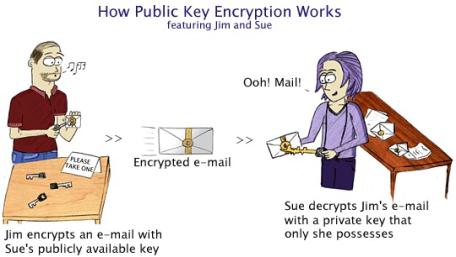 How Public Key Encryption Works
featuring Jim and Sue
Ooh! Mail!
>>
>>
Encrypted e-mail
PLEASE
TAKE ONE
Jim encrypts an e-mail with
Sue's publicly available key
Sue decrypts Jim's e-mail
with a private key that
only she possesses